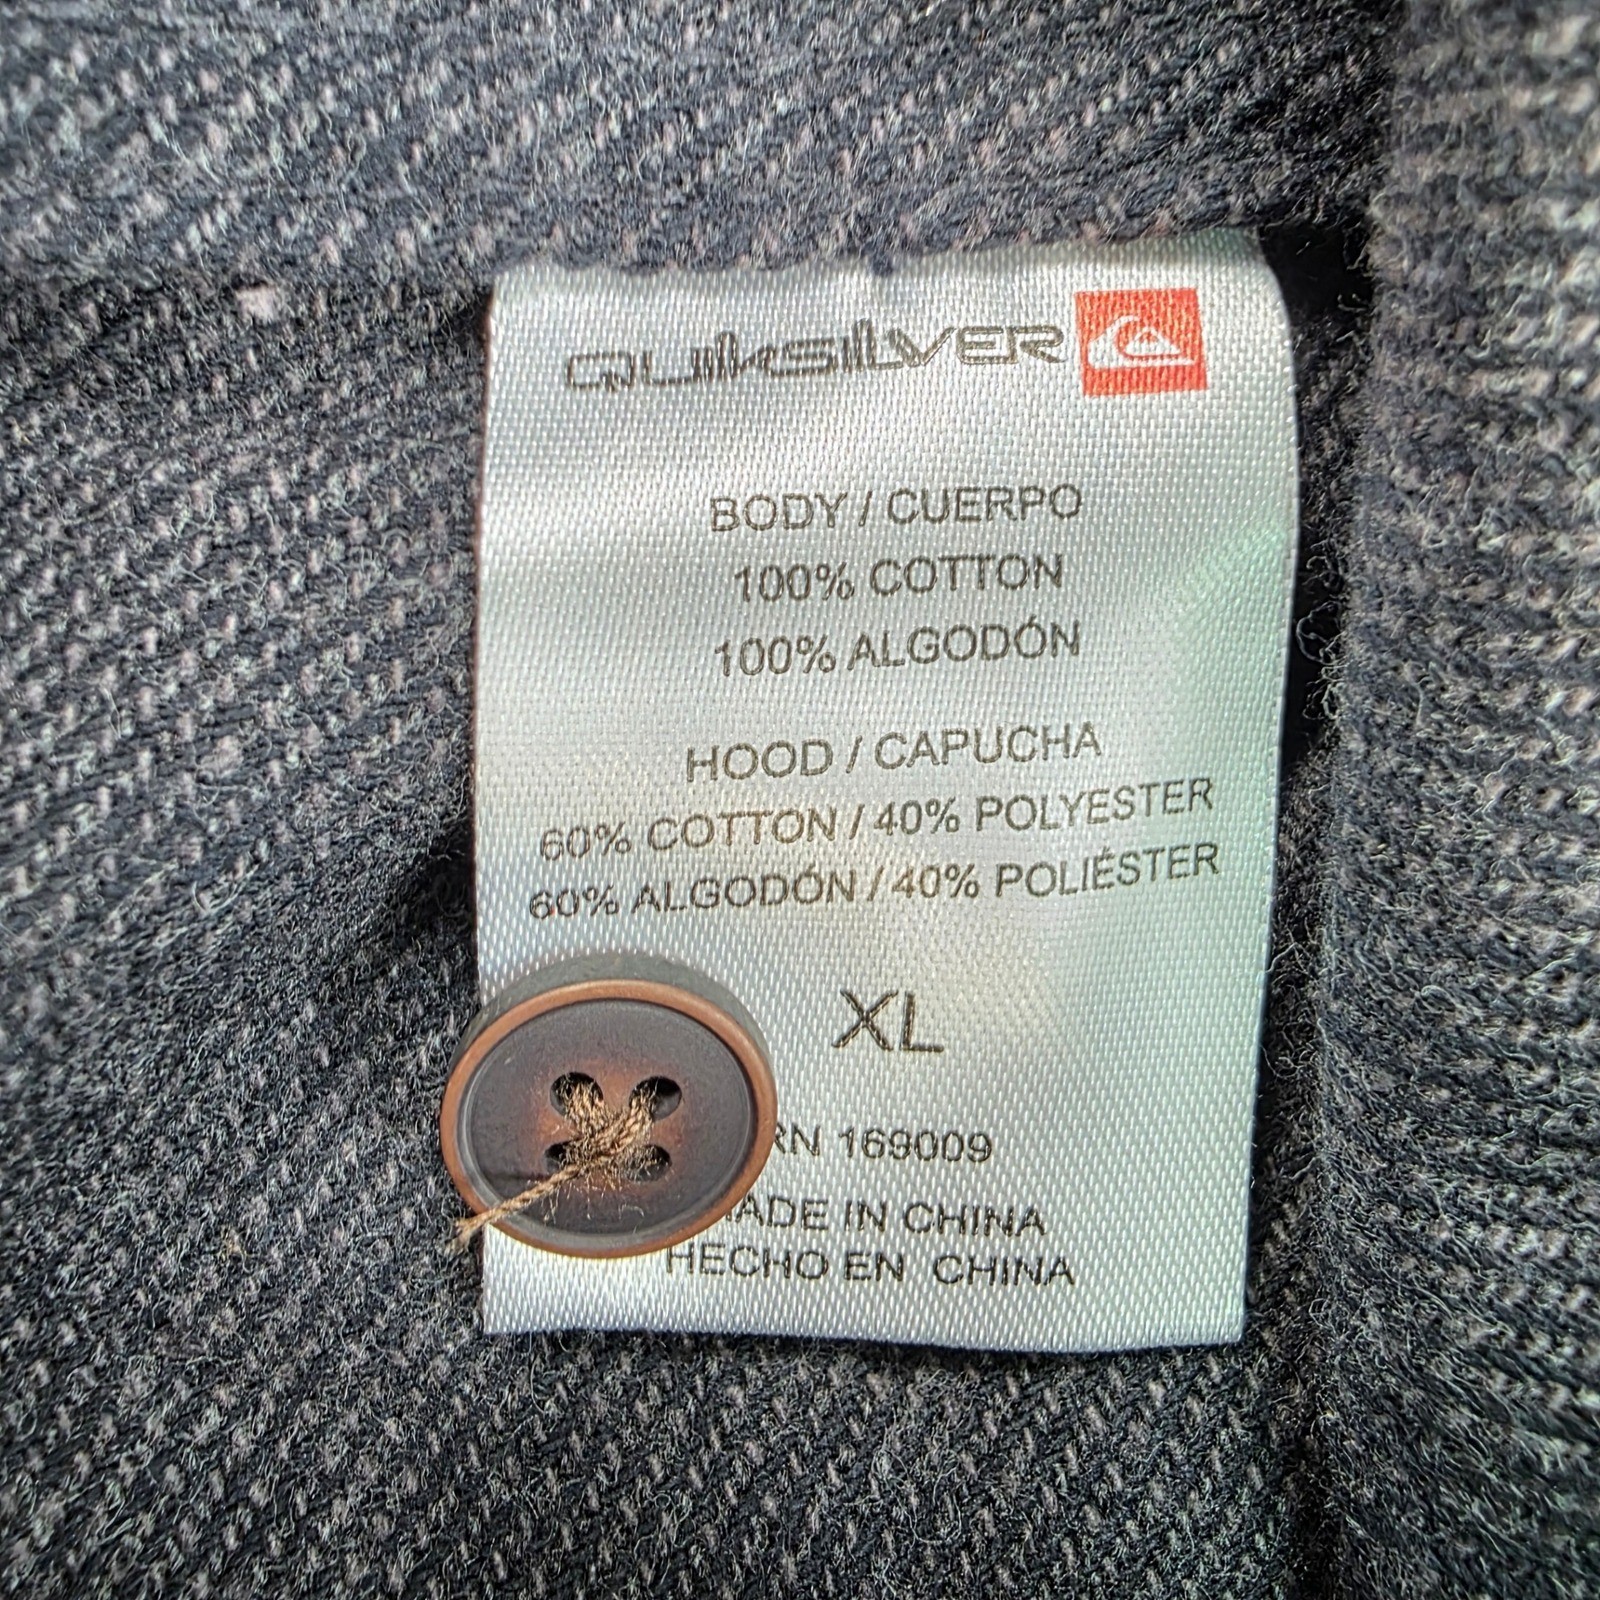 QUIKSILVER
BODY / CUERPO
100% COTTON
100% ALGODÓN
HOOD / CAPUCHA
60% COTTON / 40% POLYESTER
60% ALGODÓN / 40% POLIÉSTER
XL
RN 169009
MADE IN CHINA
HECHO EN CHINA